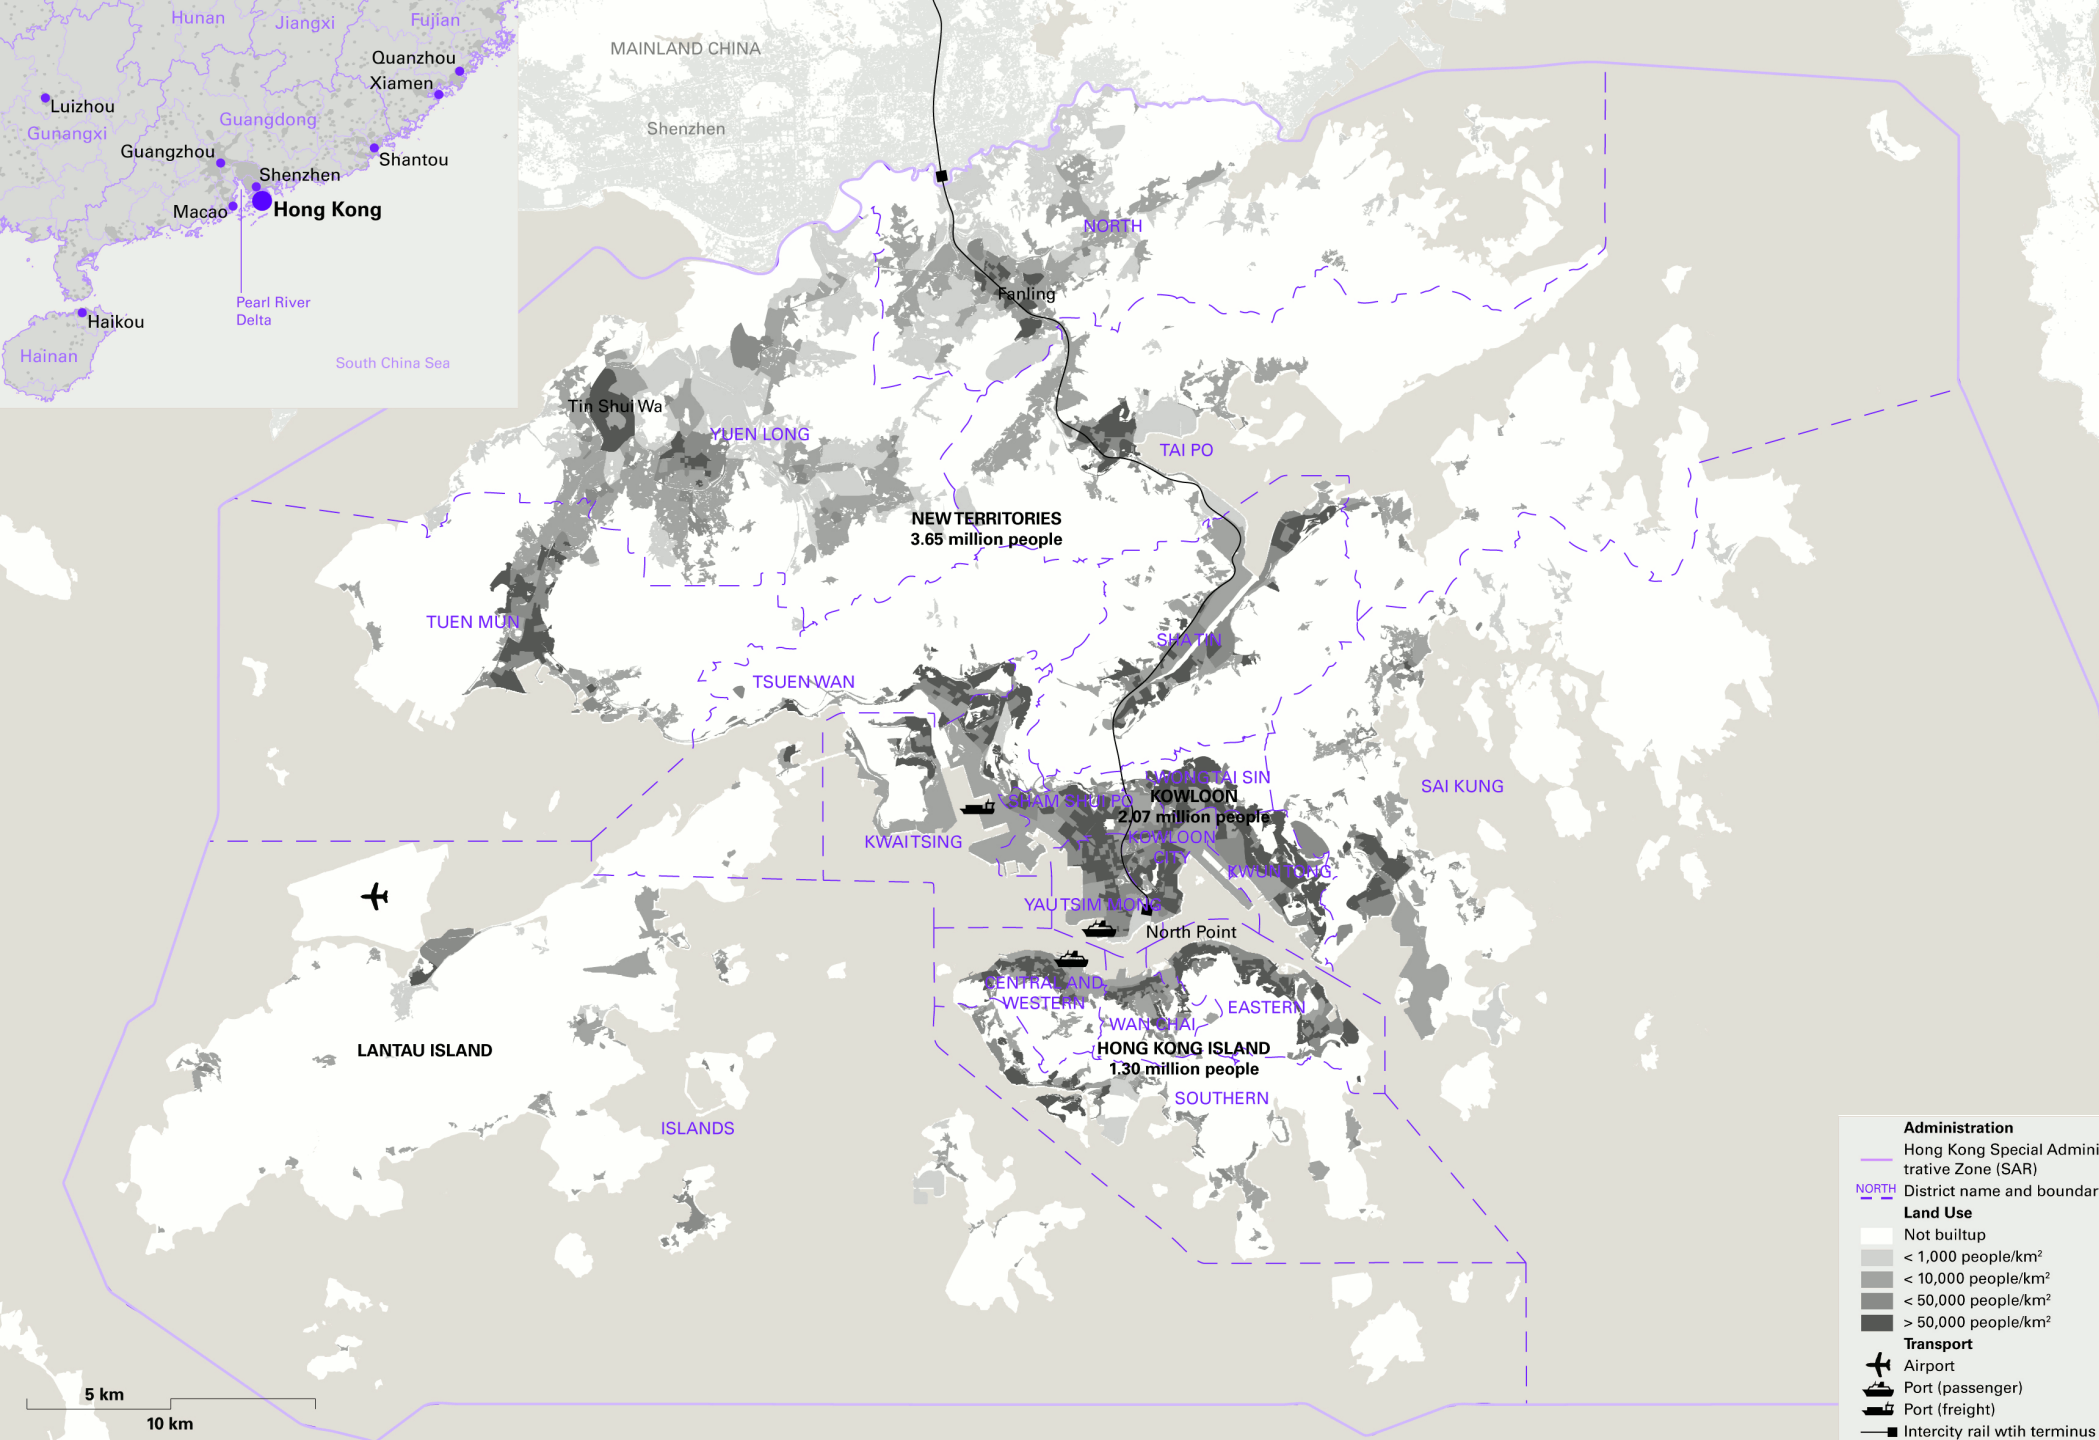 Hunan
Jiangxi
Fujian
Quanzhou
Xiamen
Luizhou
Gunangxi
Guangdong
Guangzhou
Shantou
Shenzhen
Macao
Hong Kong
Pearl River
Delta
Haikou
Hainan
South China Sea
MAINLAND CHINA
Shenzhen
NORTH
Fanling
Tin Shui Wa
YUEN LONG
TAI PO
NEW TERRITORIES
3.65 million people
TUEN MUN
SHA TIN
TSUEN WAN
WONG TAI SIN
KOWLOON
2.07 million people
SHAM SHUI PO
SAI KUNG
KWAI TSING
KOWLOON
CITY
KWUN TONG
YAU TSIM MONG
North Point
CENTRAL AND
WESTERN
WAN CHAI
EASTERN
LANTAU ISLAND
HONG KONG ISLAND
1.30 million people
SOUTHERN
ISLANDS
5 km
10 km
Administration
Hong Kong Special Admini
trative Zone (SAR)
NORTH District name and boundar
Land Use
Not builtup
< 1,000 people/km²
< 10,000 people/km²
< 50,000 people/km²
> 50,000 people/km²
Transport
Airport
Port (passenger)
Port (freight)
Intercity rail wtih terminus